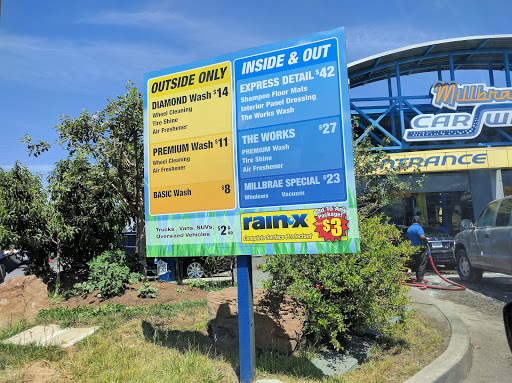 OUTSIDE ONLY
DIAMOND Wash $14
Wheel Cleaning
Tire Shine
Air Freshener
PREMIUM Wash $11
Wheel Cleaning
Air Freshener
BASIC Wash $8
INSIDE & OUT
EXPRESS DETAIL $42
Shampoo Floor Mats
Interior Panel Dressing
The Works Wash
THE WORKS $27
PREMIUM Wash
Tire Shine
Air Freshener
MILLBRAE SPECIAL $23
Windows Vacuum
Trucks, Vans, SUVs,
Oversized Vehicles $2
rain-x
Complete Surface Protectant
$3
Millbrae
CAR W
ENTRANCE